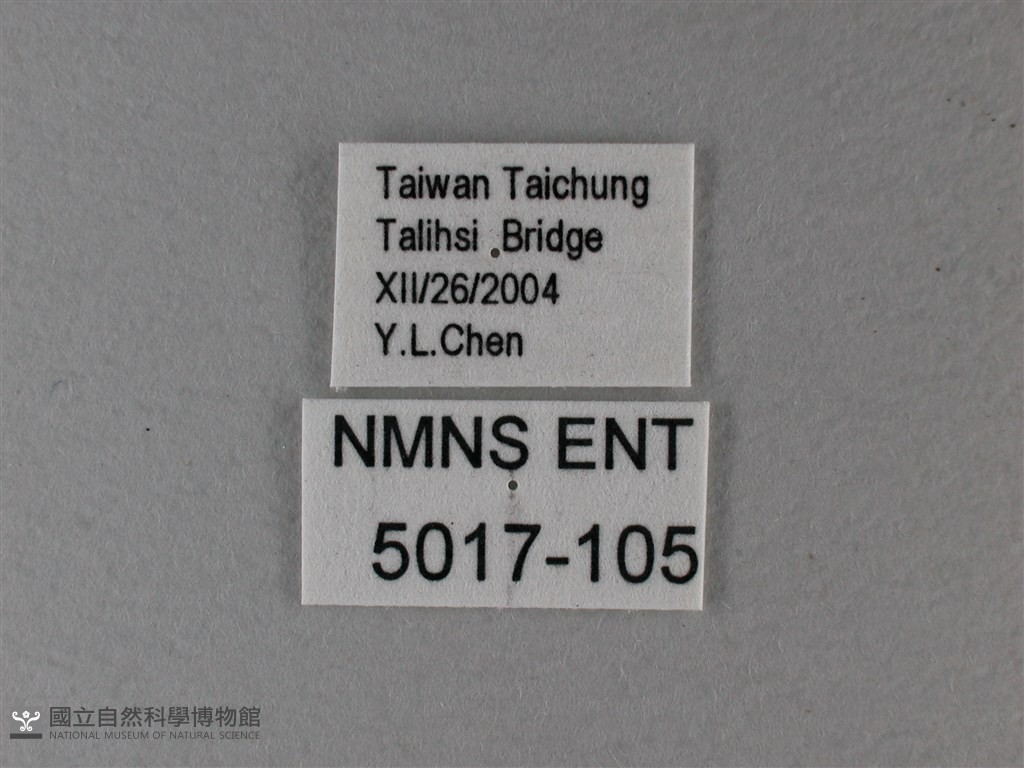 Taiwan Taichung
Talihsi Bridge
XII/26/2004
Y.L.Chen
NMNS ENT
5017-105
國立自然科學博物館
NATIONAL MUSEUM OF NATURAL SCIENCE